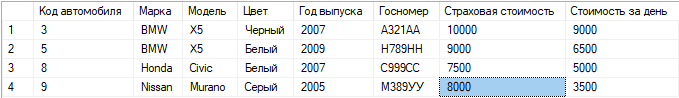 Код автомобиля Марка Модель Цвет Год выпуска Госномер Страховая стоимость Стоимость за день
1 3 BMW X5 Черный 2007 А321АА 10000 9000
2 5 BMW X5 Белый 2009 Н789НН 9000 6500
3 8 Honda Civic Белый 2007 С999СС 7500 5000
4 9 Nissan Murano Серый 2005 М389УУ 8000 3500